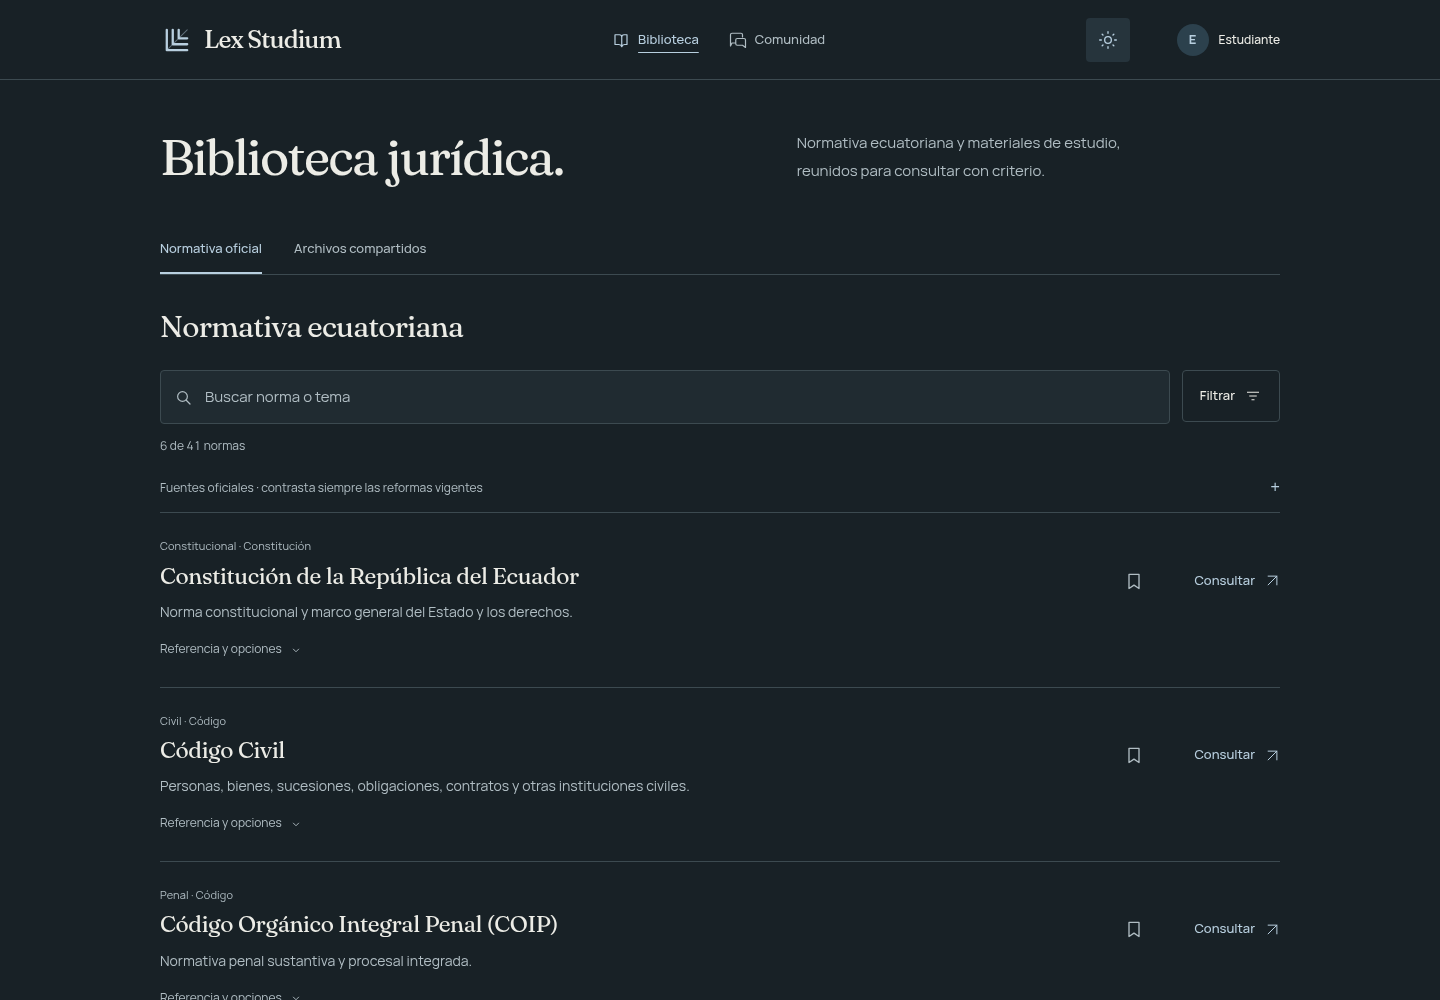 Lex Studium
Biblioteca
Comunidad
E
Estudiante
Biblioteca jurídica.
Normativa ecuatoriana y materiales de estudio,
reunidos para consultar con criterio.
Normativa oficial
Archivos compartidos
Normativa ecuatoriana
Buscar norma o tema
Filtrar
6 de 41 normas
Fuentes oficiales · contrasta siempre las reformas vigentes
+
Constitucional · Constitución
Constitución de la República del Ecuador
Consultar
Norma constitucional y marco general del Estado y los derechos.
Referencia y opciones
Civil · Código
Código Civil
Consultar
Personas, bienes, sucesiones, obligaciones, contratos y otras instituciones civiles.
Referencia y opciones
Penal · Código
Código Orgánico Integral Penal (COIP)
Consultar
Normativa penal sustantiva y procesal integrada.
Referencia y opciones